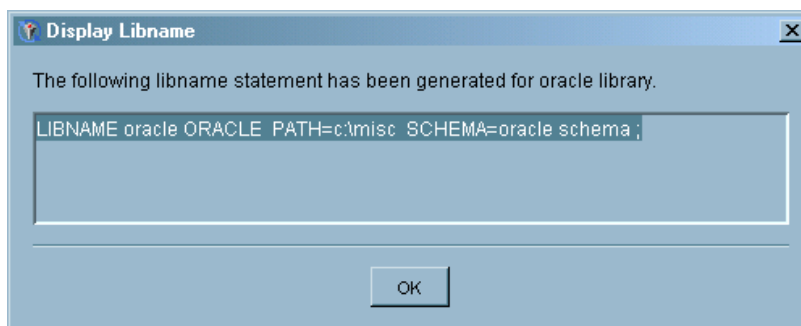 Display Libname
The following libname statement has been generated for oracle library.
LIBNAME oracle ORACLE  PATH=c:\misc  SCHEMA=oracle schema ;
OK